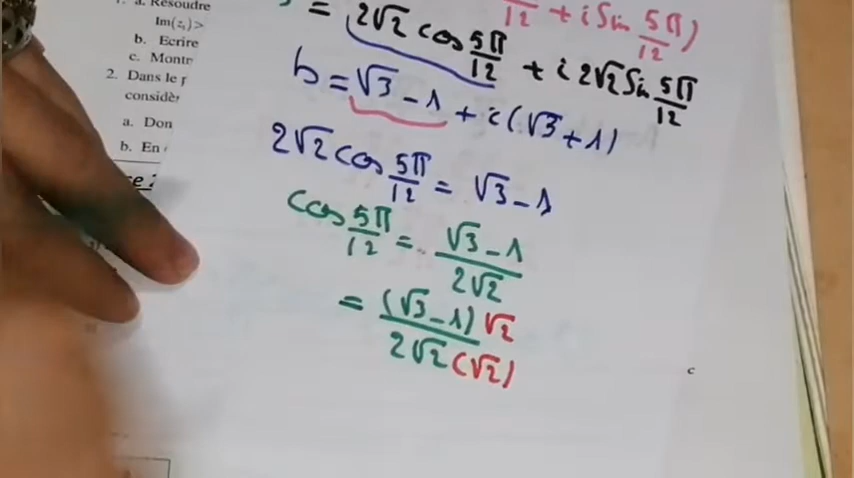 1. a. Résoudre
Im(z₁)>
b. Ecrire
c. Montr
2. Dans le p
considèr
a. Don
b. En
12 + i Sin 5π/12)
= 2√2 cos 5π/12 + i 2√2 Sin 5π/12
b = √3 - 1 + i(√3 + 1)
2√2 cos 5π/12 = √3 - 1
cos 5π/12 = √3 - 1 / 2√2
= (√3 - 1)√2 / 2√2(√2)
c